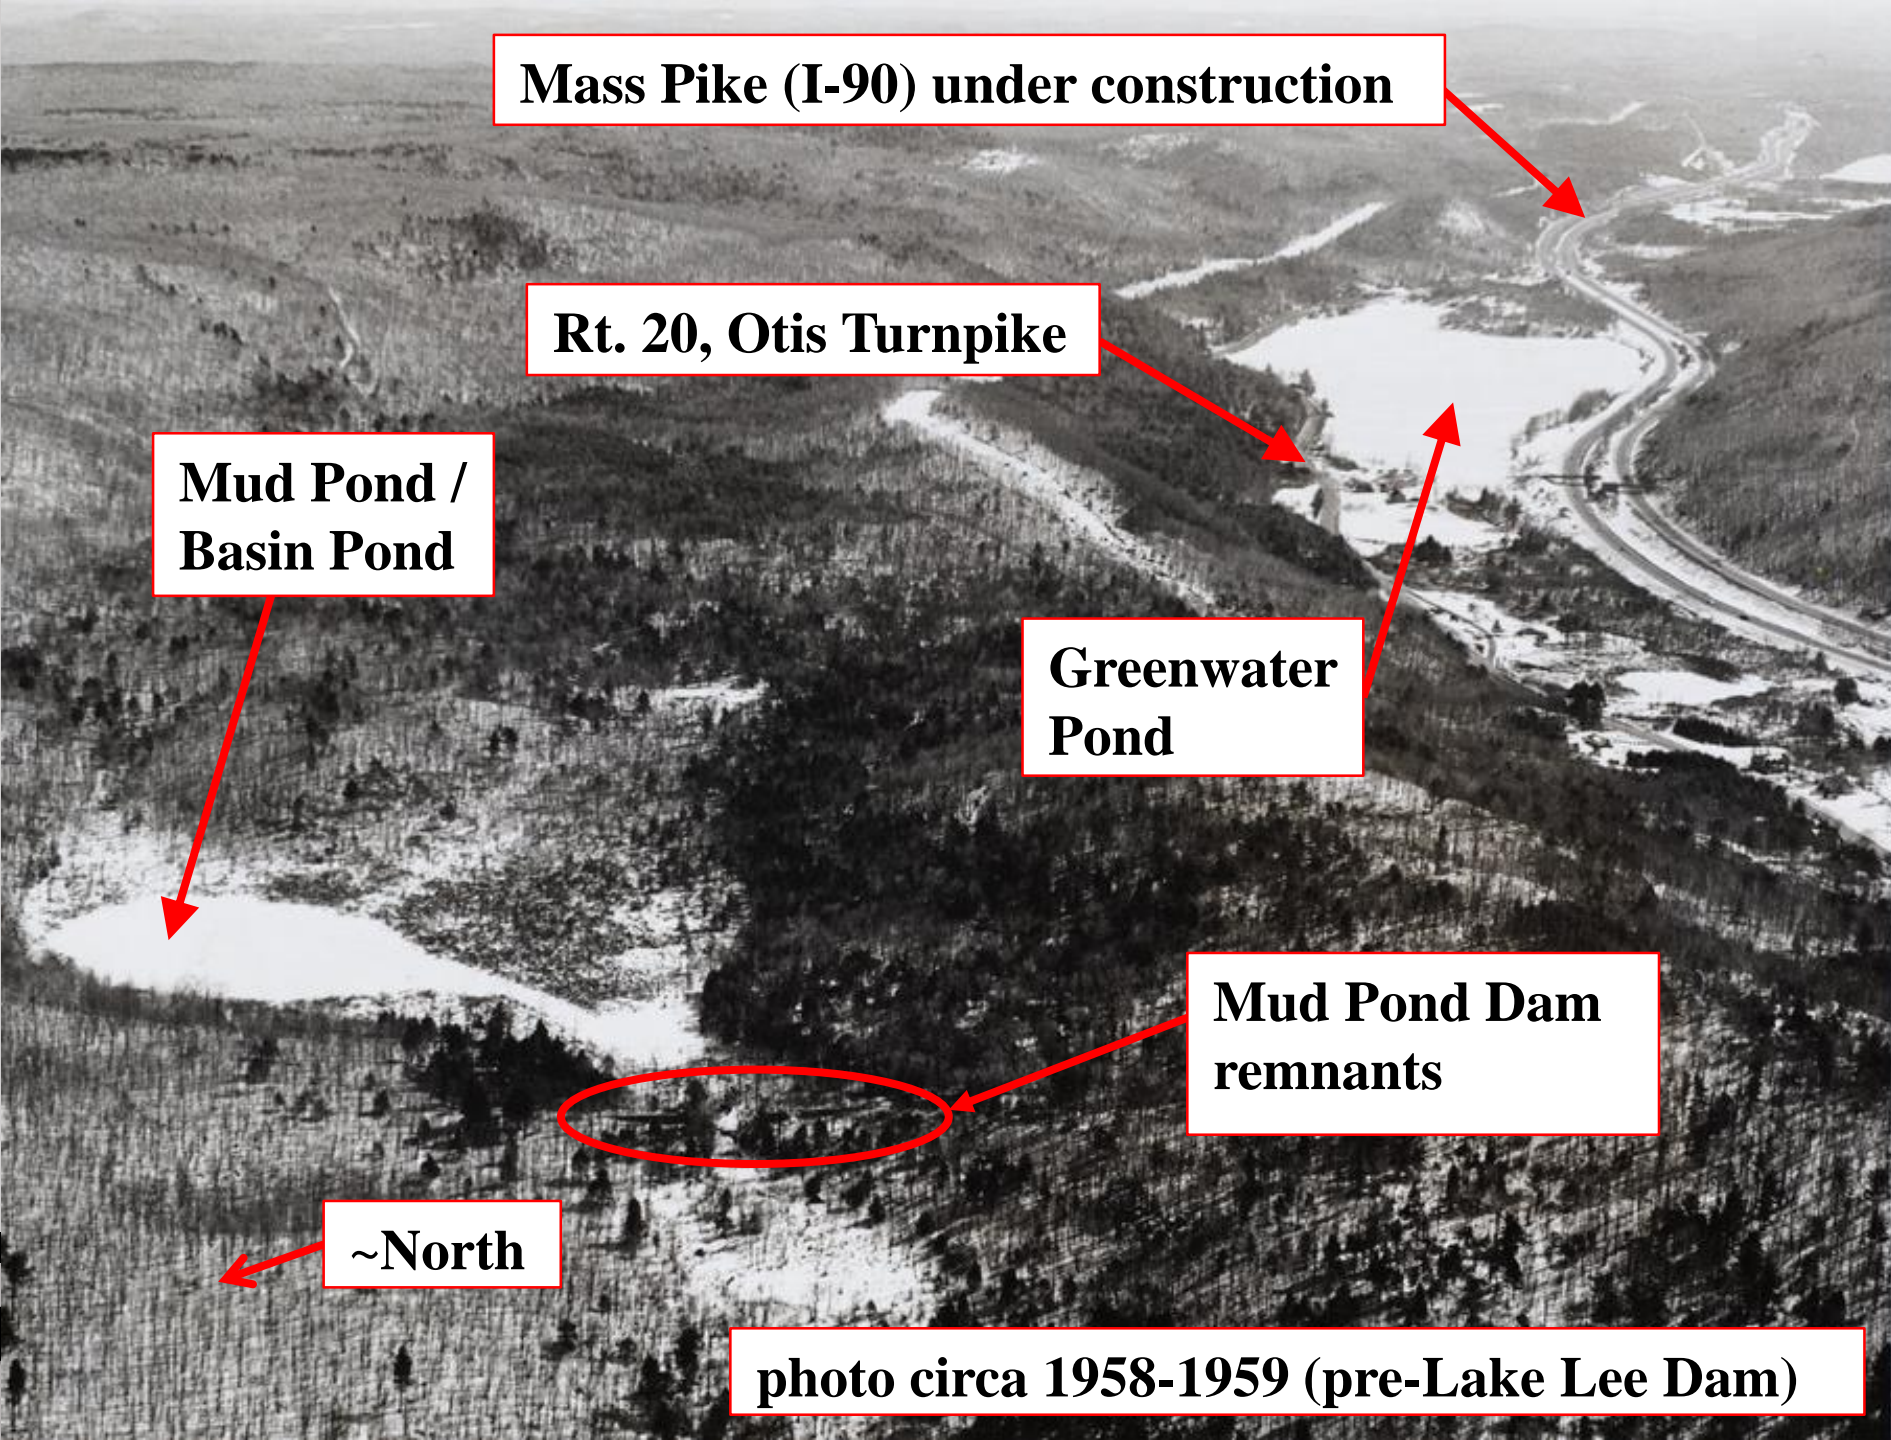 Mass Pike (I-90) under construction
Rt. 20, Otis Turnpike
Mud Pond /
Basin Pond
Greenwater
Pond
Mud Pond Dam
remnants
~North
photo circa 1958-1959 (pre-Lake Lee Dam)